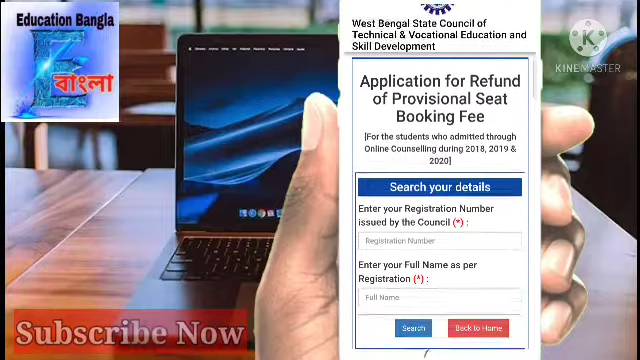 Education Bangla
E
বাংলা
West Bengal State Council of
Technical & Vocational Education and
Skill Development
K
KINEMASTER
Application for Refund
of Provisional Seat
Booking Fee
[For the students who admitted through
Online Counselling during 2018, 2019 &
2020]
Search your details
Enter your Registration Number
issued by the Council (*) :
Registration Number
Enter your Full Name as per
Registration (*) :
Full Name
Search
Back to Home
Subscribe Now